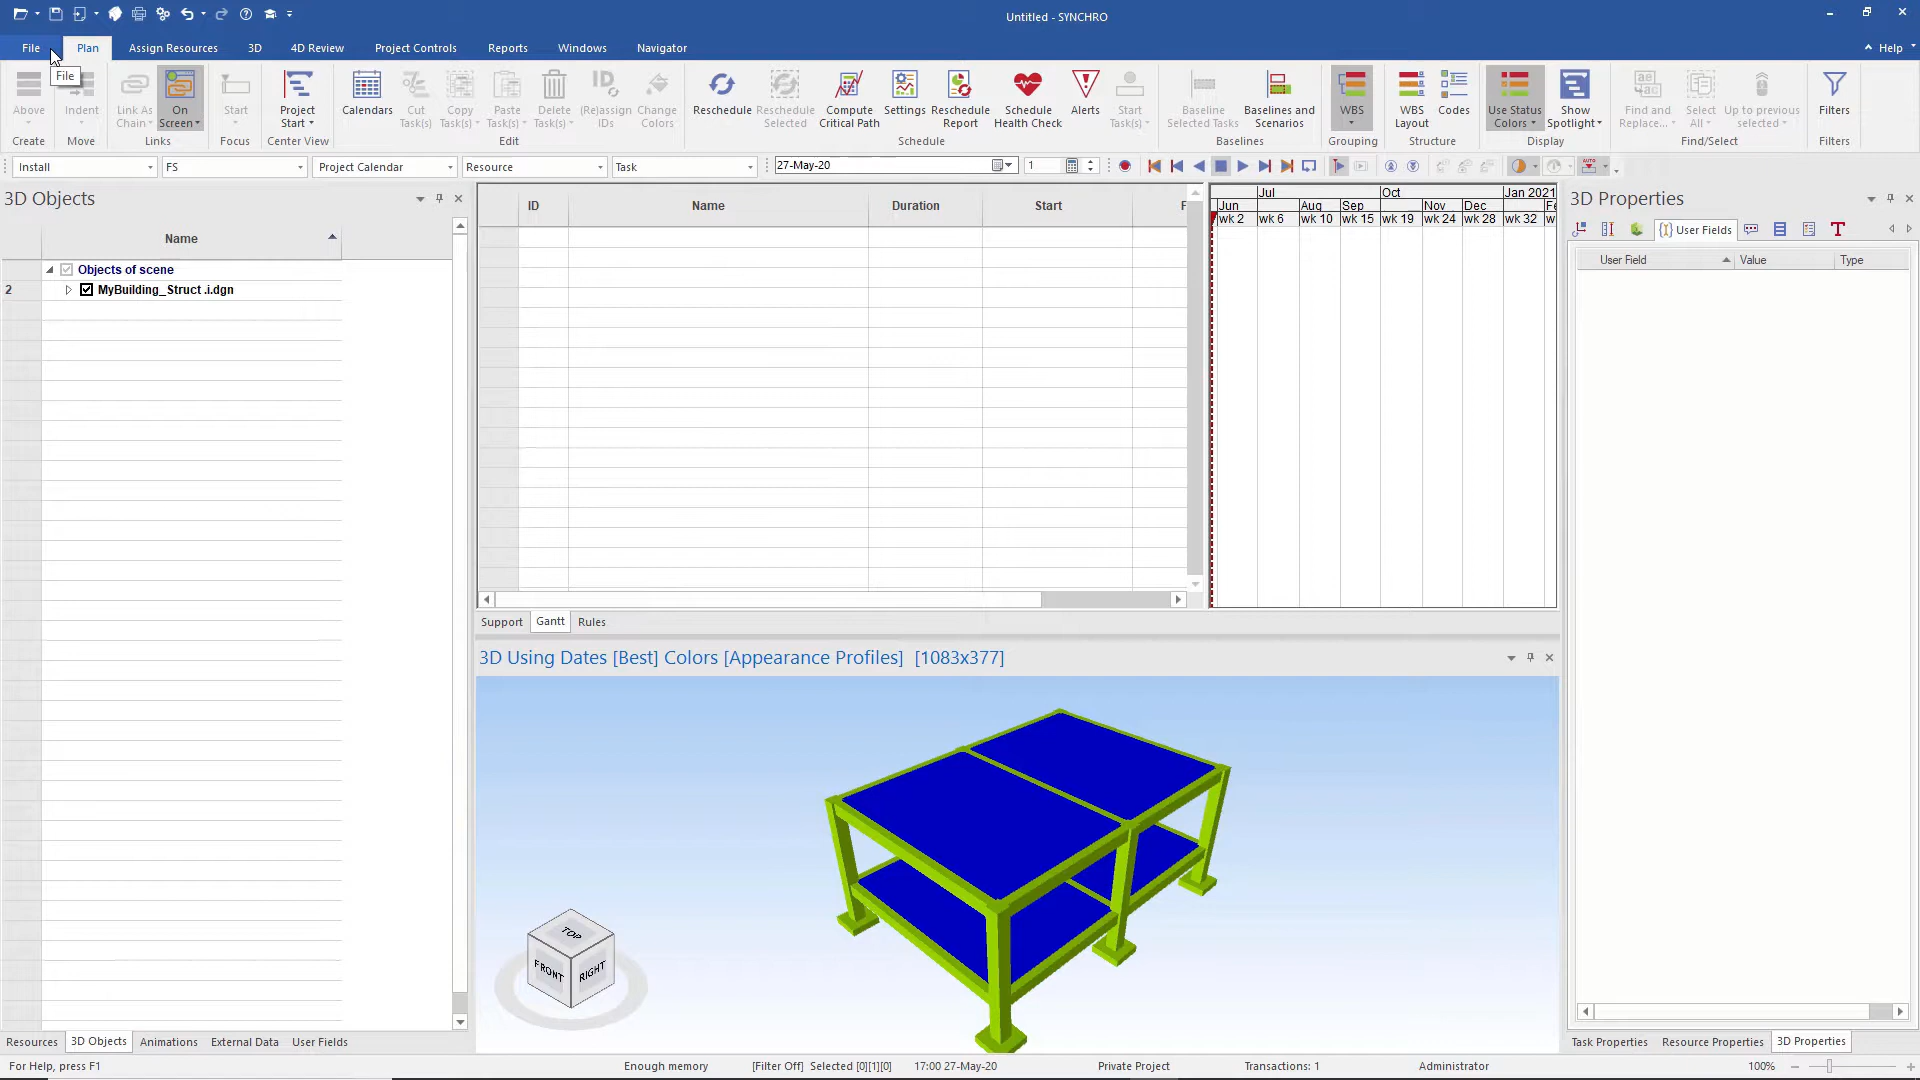 Untitled - SYNCHRO
File
Plan
Assign Resources
3D
4D Review
Project Controls
Reports
Windows
Navigator
Help
File
Above
Indent
Link As Chain
On Screen
Start
Project Start
Calendars
Cut Task(s)
Copy Task(s)
Paste Task(s)
Delete Task(s)
(Re)assign IDs
Change Colors
Reschedule
Reschedule Selected
Compute Critical Path
Settings
Reschedule Report
Schedule Health Check
Alerts
Start Task(s)
Baseline Selected Tasks
Baselines and Scenarios
WBS
WBS Layout
Codes
Use Status Colors
Show Spotlight
Find and Replace...
Select All
Up to previous selected
Filters
Create
Move
Links
Focus
Center View
Edit
Schedule
Baselines
Grouping
Structure
Display
Find/Select
Filters
Install
FS
Project Calendar
Resource
Task
27-May-20
1
AUTO
3D Objects
Name
Objects of scene
2
MyBuilding_Struct .i.dgn
ID
Name
Duration
Start
F
Jul
Oct
Jan 2021
Jun
Aug
Sep
Nov
Dec
Fe
wk 2
wk 6
wk 10
wk 15
wk 19
wk 24
wk 28
wk 32
w
3D Properties
User Fields
User Field
Value
Type
Support
Gantt
Rules
3D Using Dates [Best] Colors [Appearance Profiles] [1083x377]
TOP
FRONT
RIGHT
Resources
3D Objects
Animations
External Data
User Fields
Task Properties
Resource Properties
3D Properties
For Help, press F1
Enough memory
[Filter Off] Selected [0][1][0]
17:00 27-May-20
Private Project
Transactions: 1
Administrator
100%